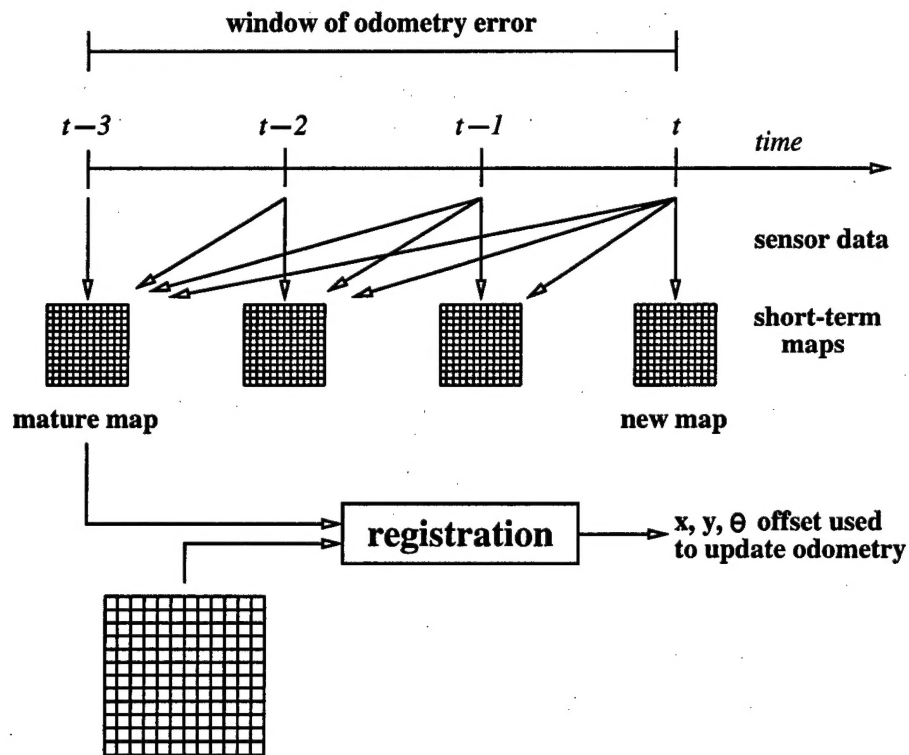 window of odometry error
t–3
t–2
t–1
t
time
sensor data
short-term
maps
mature map
new map
registration
x, y, θ offset used
to update odometry